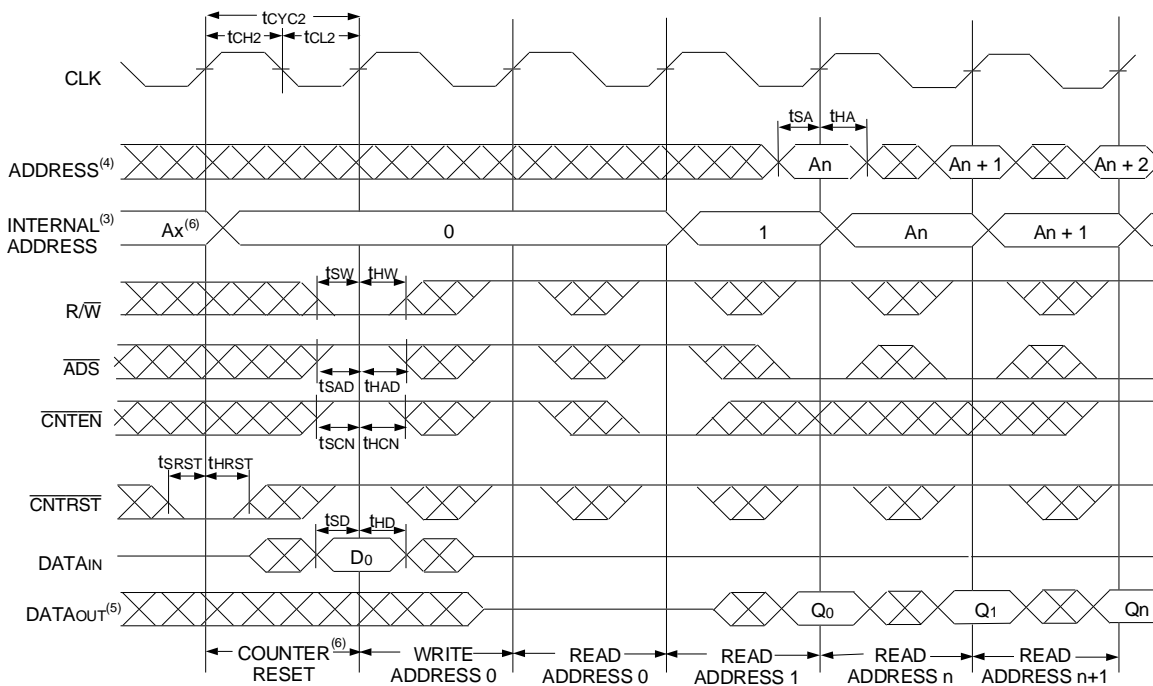 tCYC2
tCH2
tCL2
CLK
tSA
tHA
ADDRESS(4)
An
An + 1
An + 2
INTERNAL(3)
ADDRESS
Ax(6)
0
1
An
An + 1
tSW
tHW
R/W
ADS
tSAD
tHAD
CNTEN
tSCN
tHCN
tSRST
tHRST
CNTRST
tSD
tHD
DATAIN
D0
DATAOUT(5)
Q0
Q1
Qn
COUNTER(6)
RESET
WRITE
ADDRESS 0
READ
ADDRESS 0
READ
ADDRESS 1
READ
ADDRESS n
READ
ADDRESS n+1